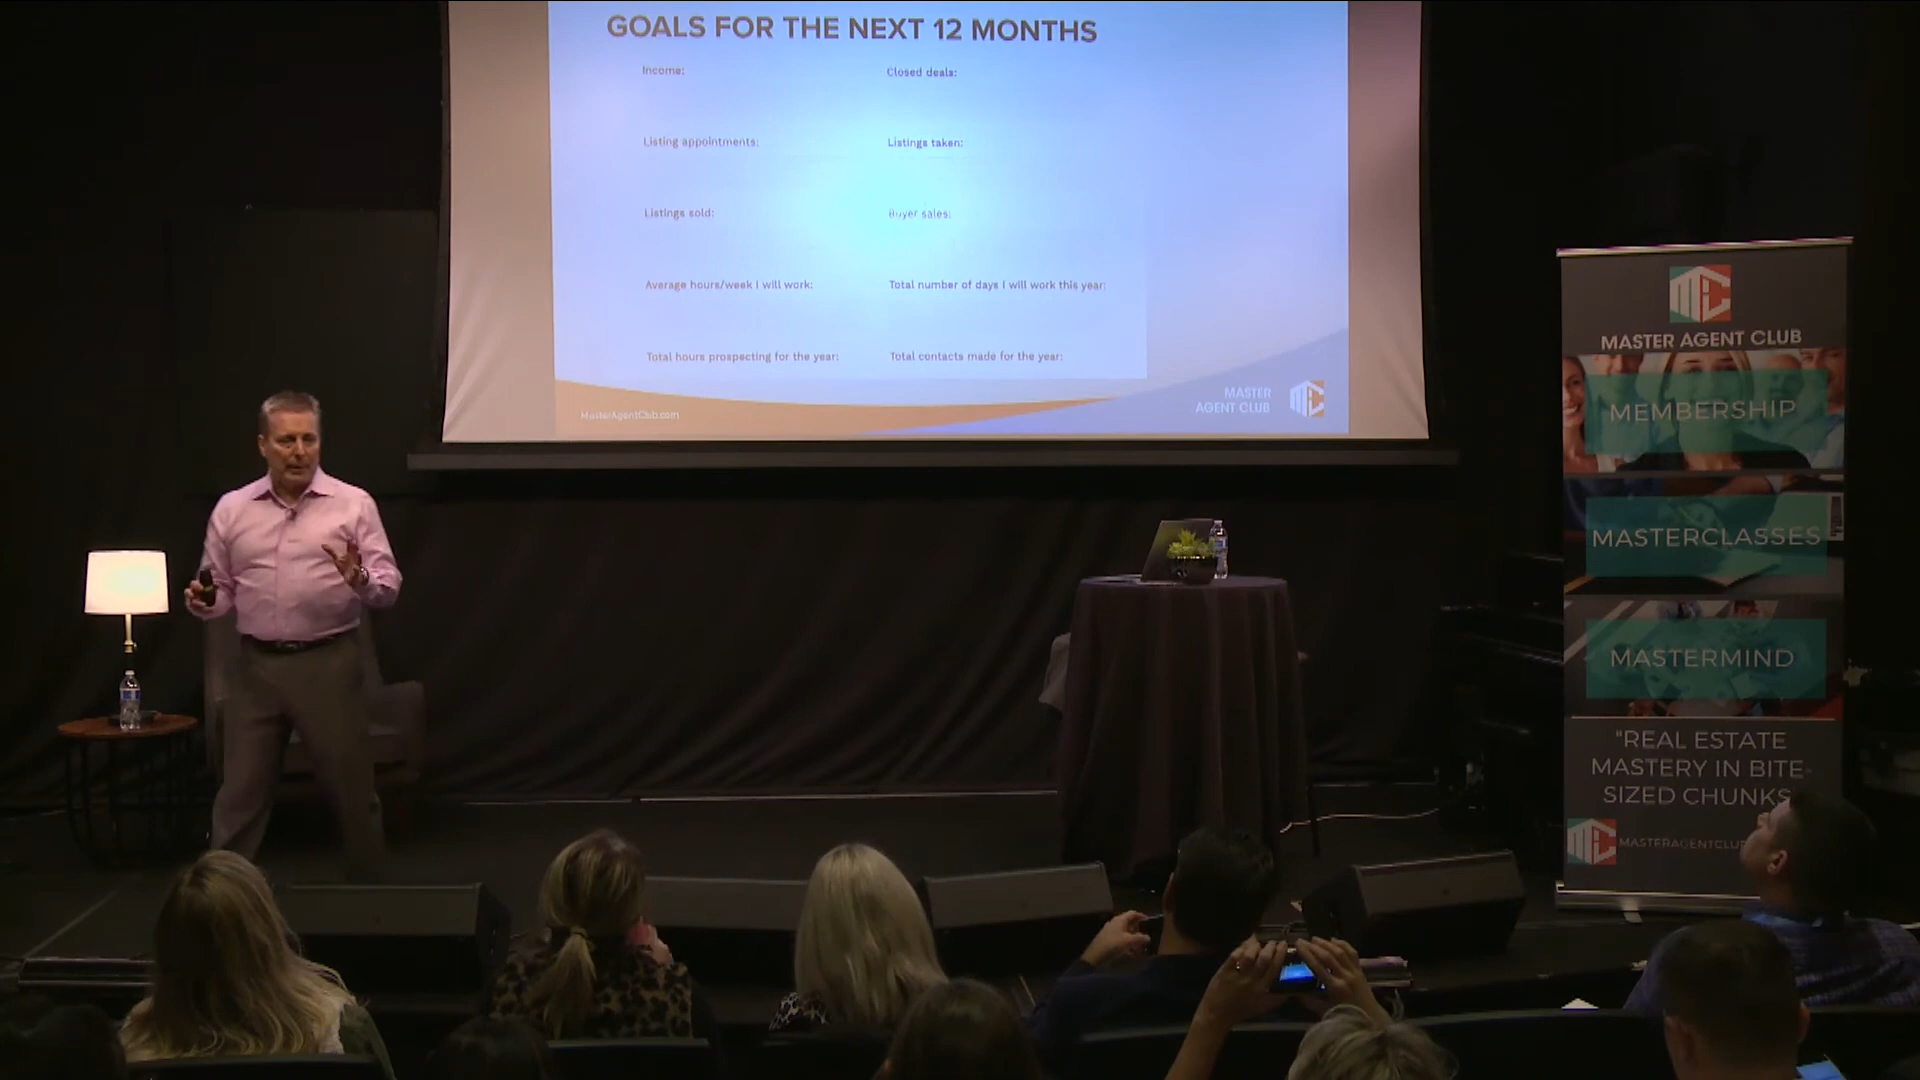 GOALS FOR THE NEXT 12 MONTHS
Income:
Closed deals:
Listing appointments:
Listings taken:
Listings sold:
Buyer sales:
Average hours/week I will work:
Total number of days I will work this year:
Total hours prospecting for the year:
Total contacts made for the year:
MasterAgentClub.com
MASTER
AGENT CLUB
MASTER AGENT CLUB
MEMBERSHIP
MASTERCLASSES
MASTERMIND
"REAL ESTATE
MASTERY IN BITE-
SIZED CHUNKS
MASTERAGENTCLUB